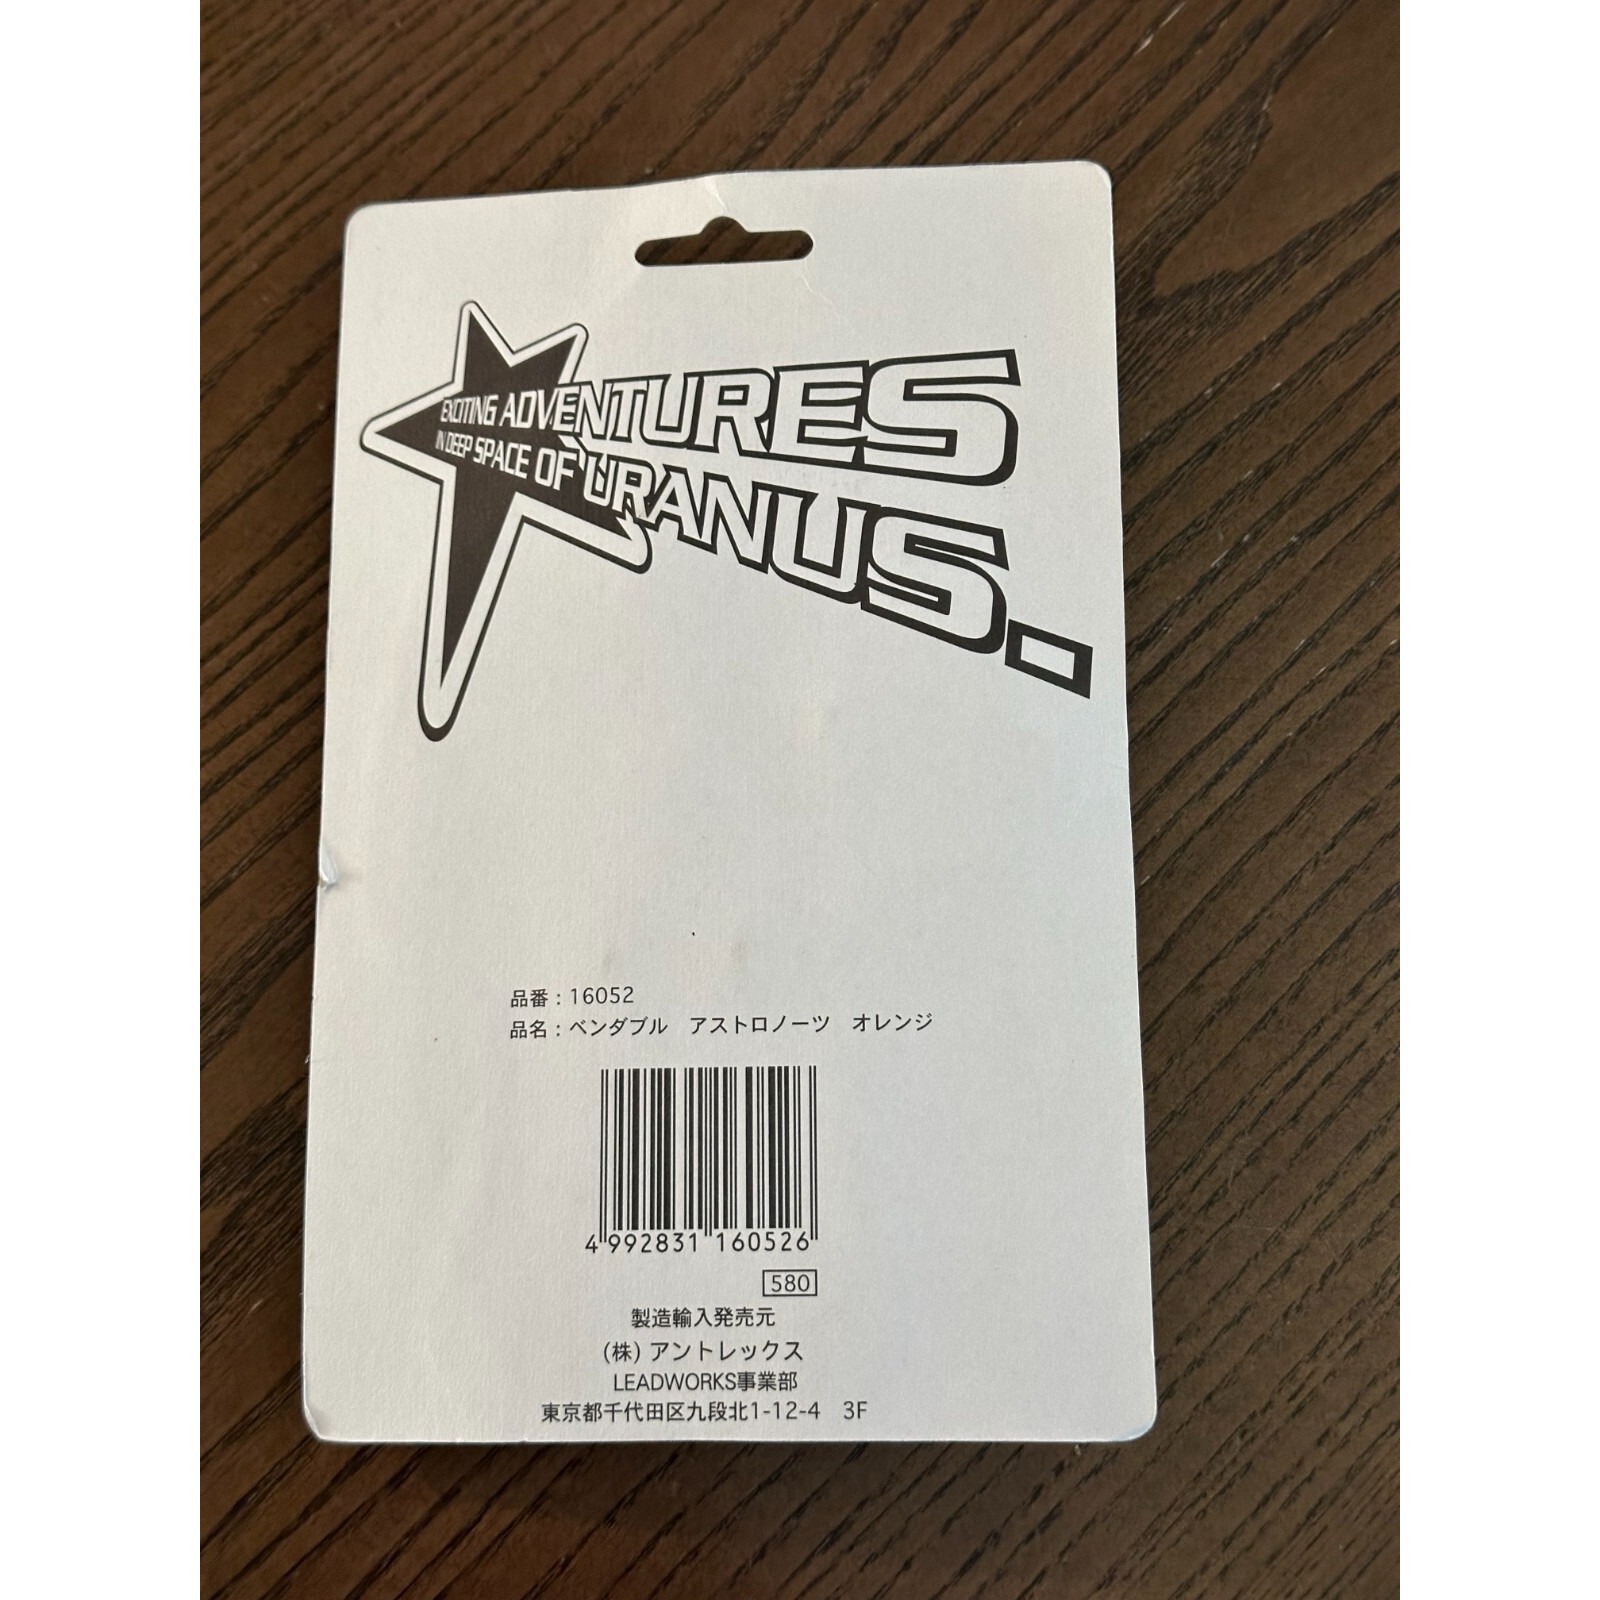 EXCITING ADVENTURES
IN DEEP SPACE OF URANUS.
品番：16052
品名：ベンダブル　アストロノーツ　オレンジ
4 992831 160526
580
製造輸入発売元
(株) アントレックス
LEADWORKS事業部
東京都千代田区九段北1-12-4　3F